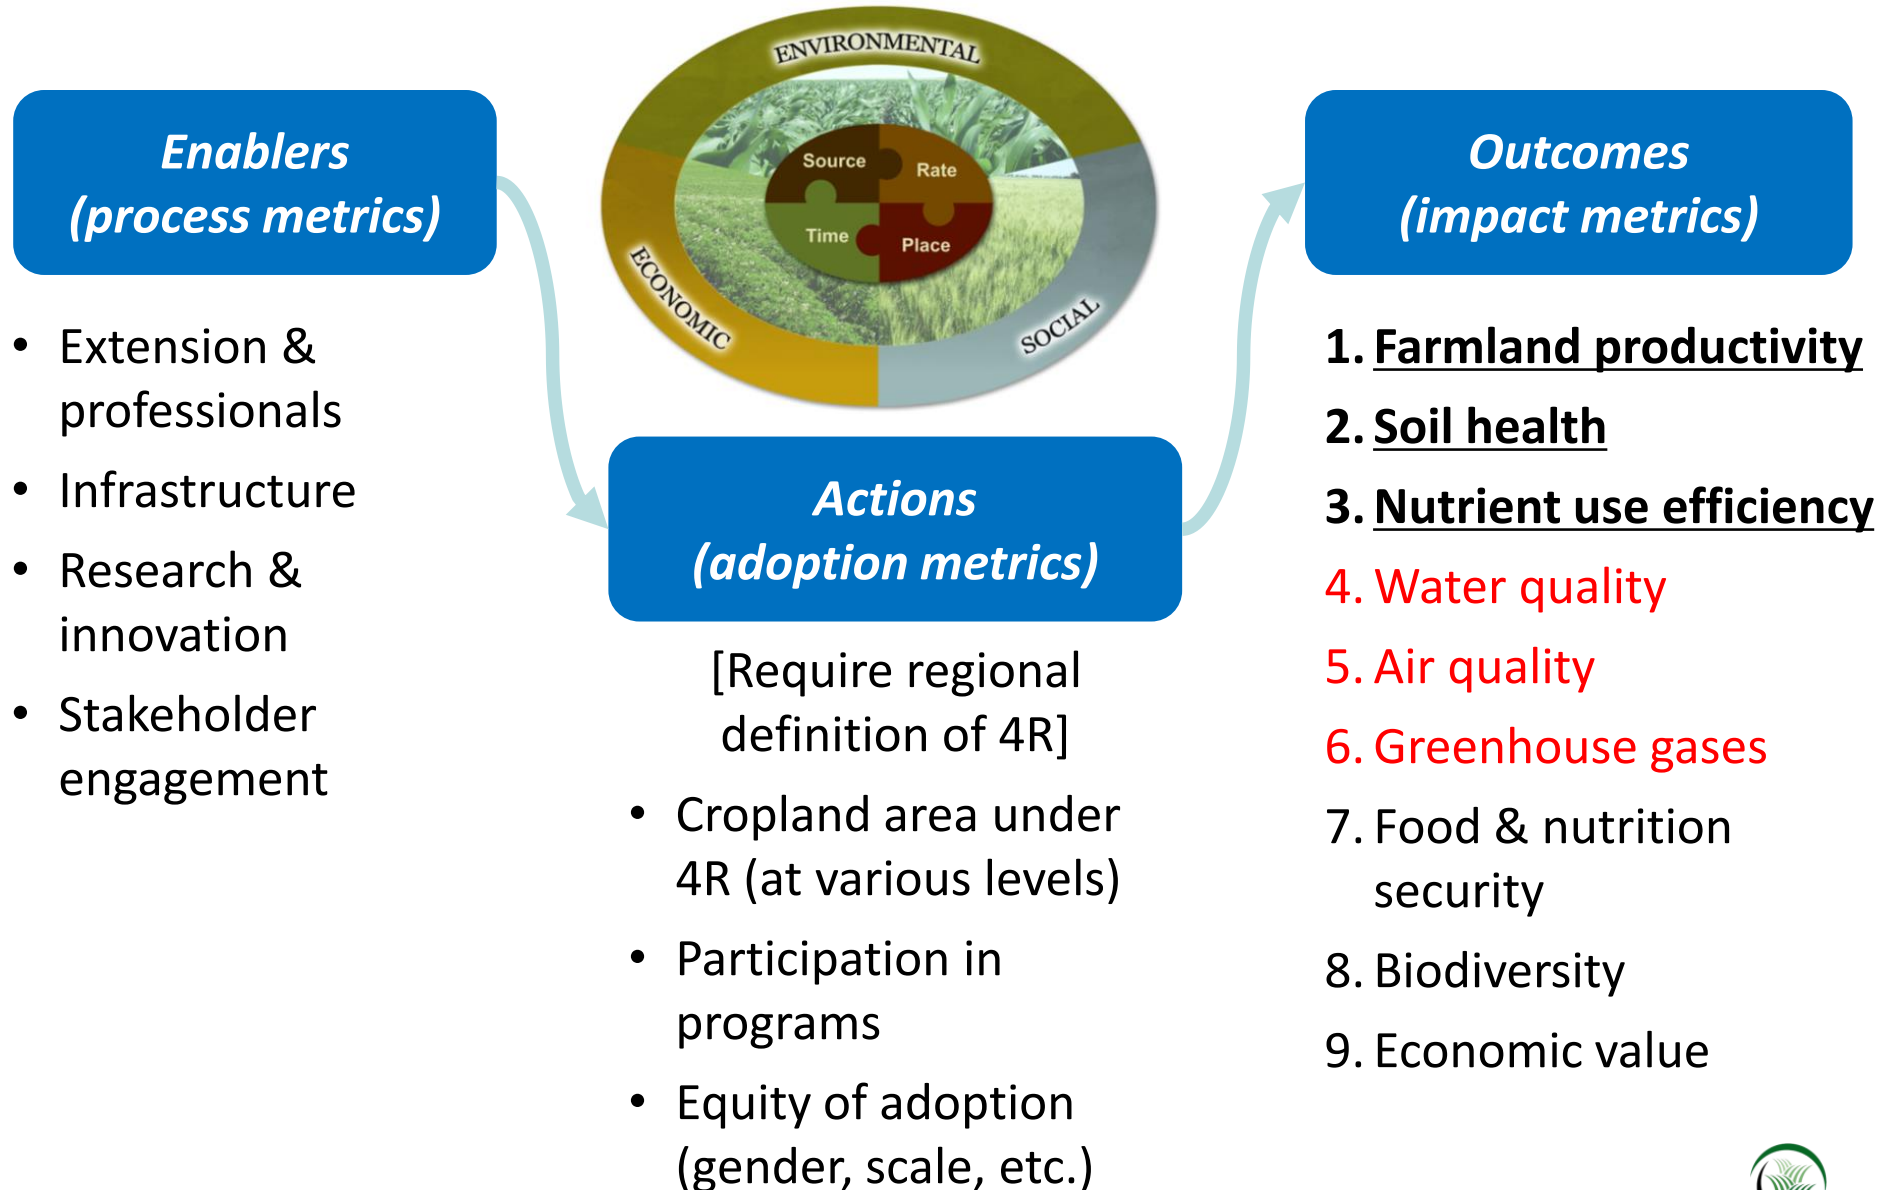 Enablers
(process metrics)
• Extension &
professionals
• Infrastructure
• Research &
innovation
• Stakeholder
engagement
ENVIRONMENTAL
ECONOMIC
SOCIAL
Source
Rate
Time
Place
Actions
(adoption metrics)
[Require regional
definition of 4R]
• Cropland area under
4R (at various levels)
• Participation in
programs
• Equity of adoption
(gender, scale, etc.)
Outcomes
(impact metrics)
1. Farmland productivity
2. Soil health
3. Nutrient use efficiency
4. Water quality
5. Air quality
6. Greenhouse gases
7. Food & nutrition
security
8. Biodiversity
9. Economic value